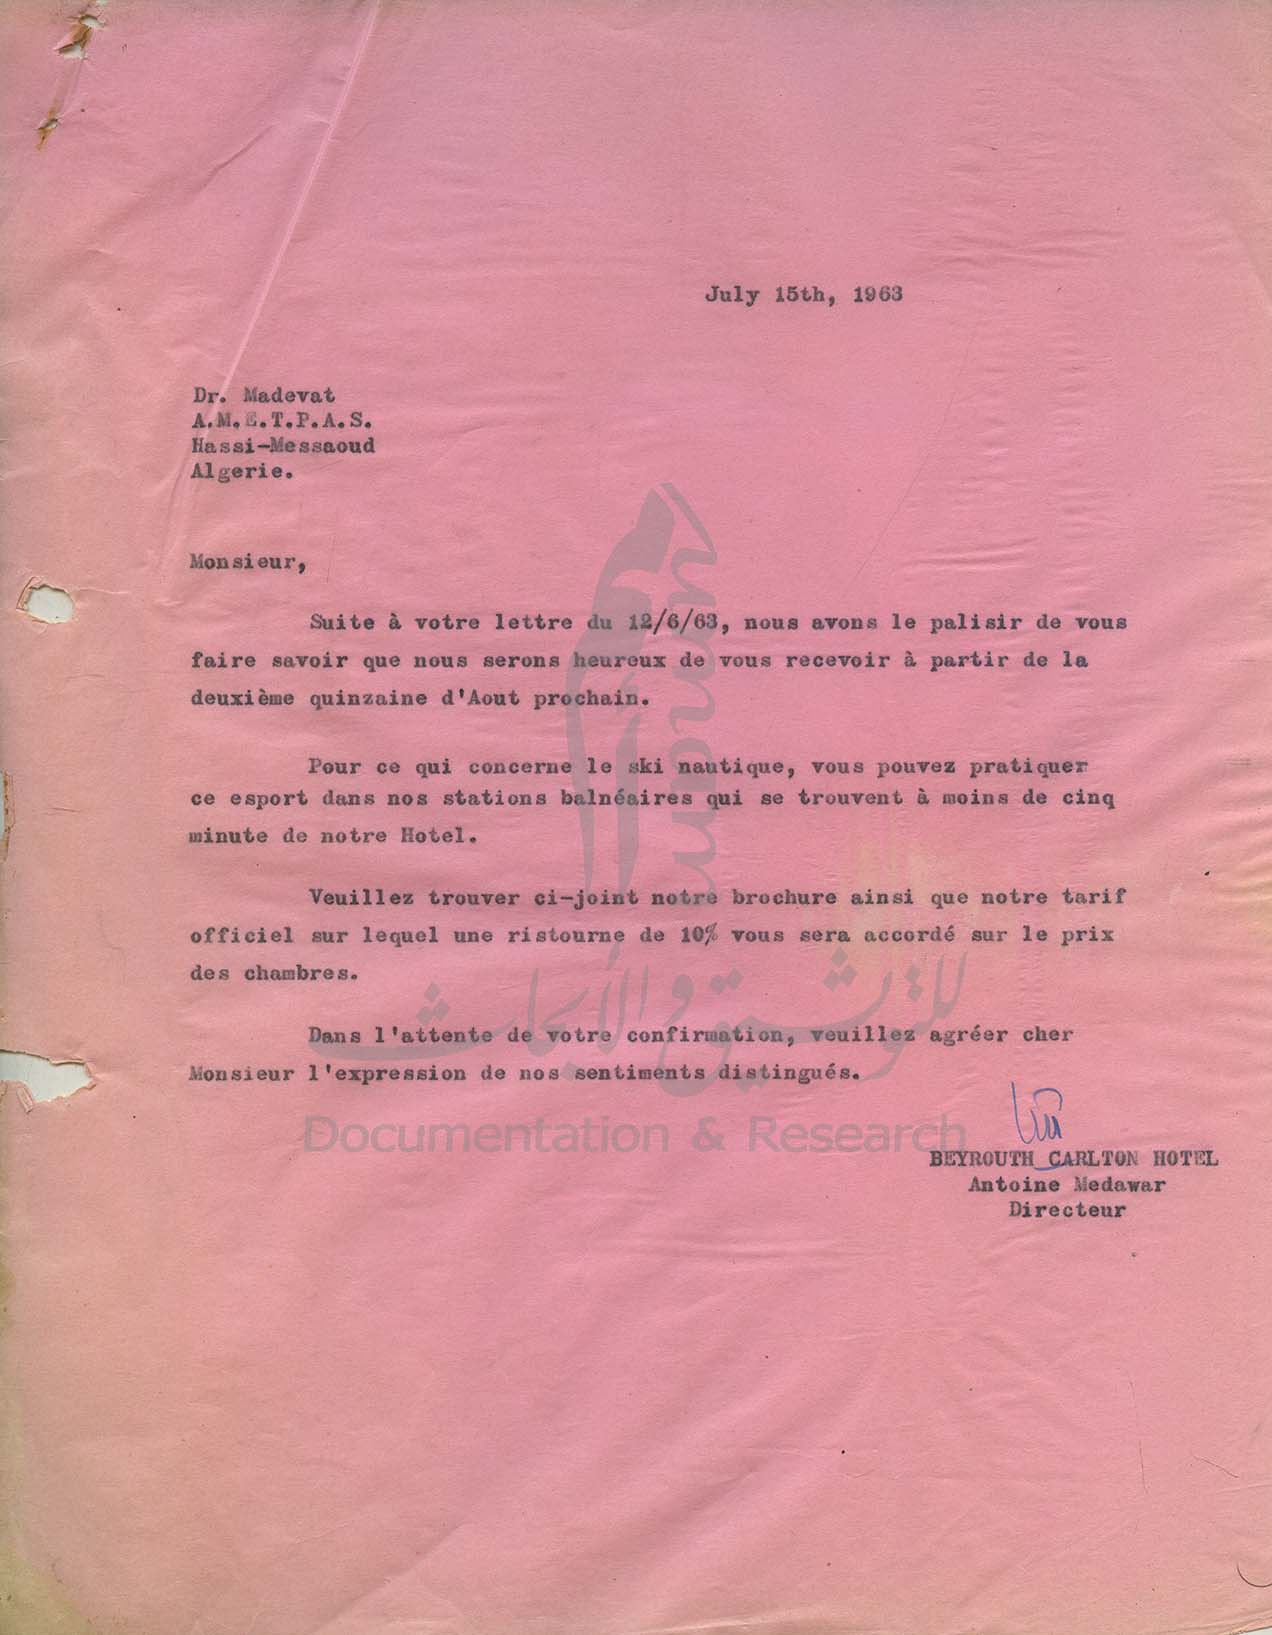 July 15th, 1963
Dr. Madevat
A.M.E.T.P.A.S.
Hassi-Messaoud
Algerie.
Monsieur,
Suite à votre lettre du 12/6/63, nous avons le palisir de vous
faire savoir que nous serons heureux de vous recevoir à partir de la
deuxième quinzaine d'Aout prochain.
Pour ce qui concerne le ski nautique, vous pouvez pratiquer
ce esport dans nos stations balnéaires qui se trouvent à moins de cinq
minute de notre Hotel.
Veuillez trouver ci-joint notre brochure ainsi que notre tarif
officiel sur lequel une ristourne de 10% vous sera accordé sur le prix
des chambres.
Dans l'attente de votre confirmation, veuillez agréer cher
Monsieur l'expression de nos sentiments distingués.
BEYROUTH CARLTON HOTEL
Antoine Medawar
Directeur
umam
للتوثيق والأبحاث
Documentation & Research